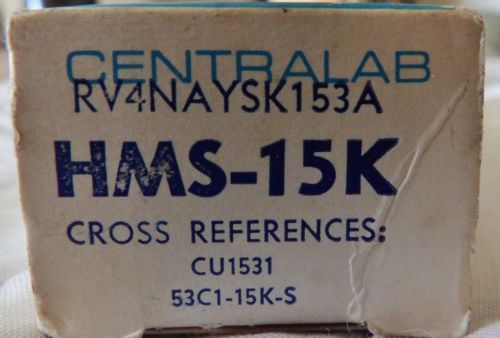 CENTRALAB
RV4NAYSK153A
HMS-15K
CROSS REFERENCES:
CU1531
53C1-15K-S